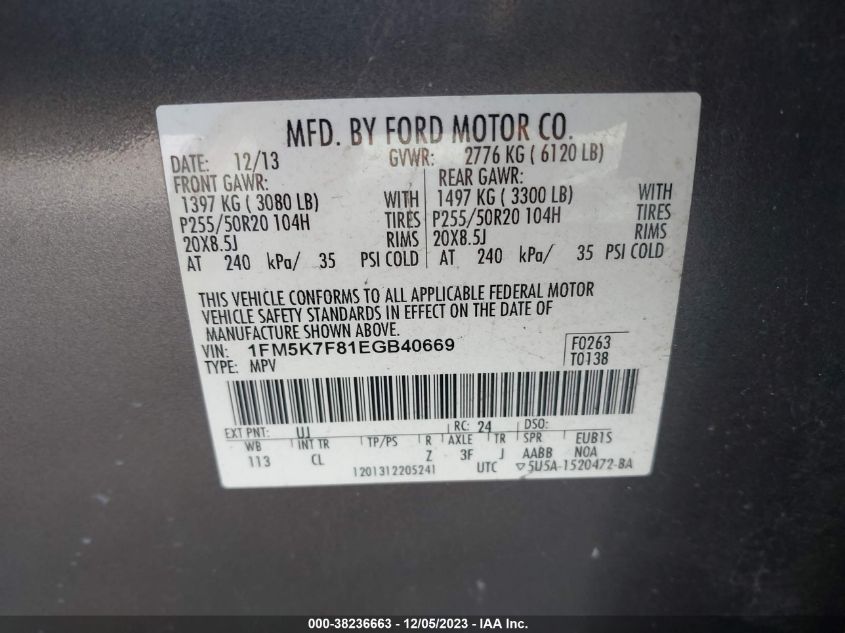 MFD. BY FORD MOTOR CO.
DATE: 12/13 GVWR: 2776 KG ( 6120 LB)
FRONT GAWR: REAR GAWR:
1397 KG ( 3080 LB) WITH 1497 KG ( 3300 LB) WITH
P255/50R20 104H TIRES P255/50R20 104H TIRES
20X8.5J RIMS 20X8.5J RIMS
AT 240 kPa/ 35 PSI COLD AT 240 kPa/ 35 PSI COLD
THIS VEHICLE CONFORMS TO ALL APPLICABLE FEDERAL MOTOR
VEHICLE SAFETY STANDARDS IN EFFECT ON THE DATE OF
MANUFACTURE SHOWN ABOVE.
VIN: 1FM5K7F81EGB40669 F0263
TYPE: MPV T0138
EXT PNT: UJ RC: 24 DSO:
WB INT TR TP/PS R AXLE TR SPR EUB1S
113 CL Z 3F J AABB NOA
1201312205241 UTC ▽5U5A-1520472-BA
000-38236663 - 12/05/2023 - IAA Inc.